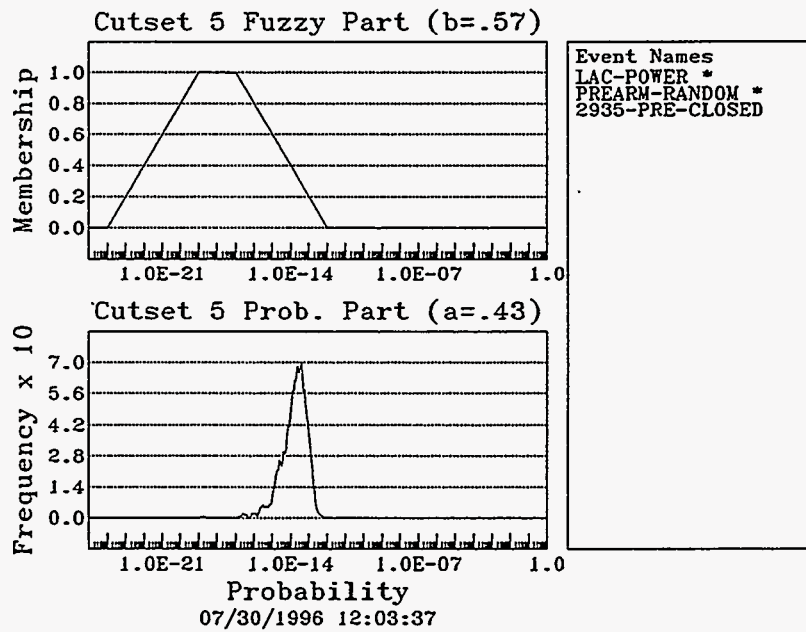 Cutset 5 Fuzzy Part (b=.57)
Membership
1.0
0.8
0.6
0.4
0.2
0.0
1.0E-21 1.0E-14 1.0E-07 1.0
Event Names
LAC-POWER *
PREARM-RANDOM *
2935-PRE-CLOSED
Cutset 5 Prob. Part (a=.43)
Frequency x 10
7.0
5.6
4.2
2.8
1.4
0.0
1.0E-21 1.0E-14 1.0E-07 1.0
Probability
07/30/1996 12:03:37